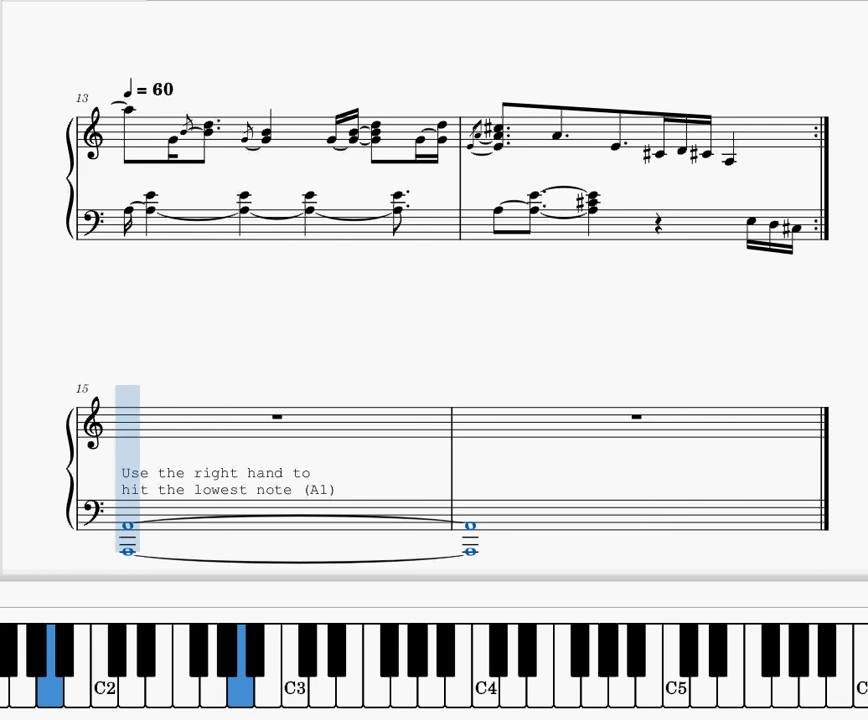 = 60
13
15
Use the right hand to
hit the lowest note (A1)
C2 C3 C4 C5 C